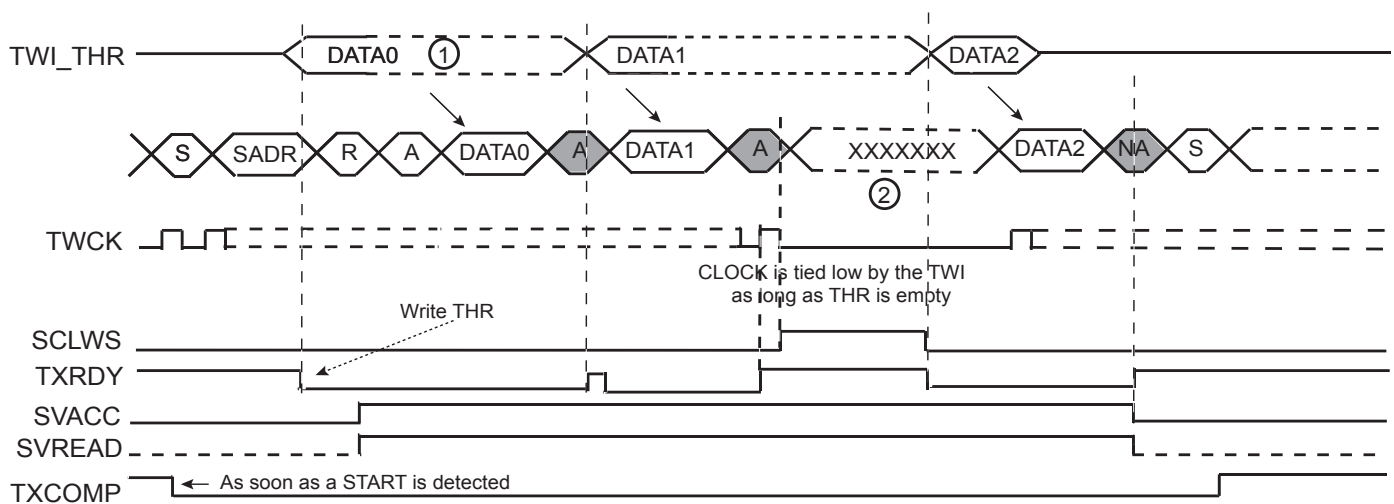 TWI_THR DATA0 1 DATA1 DATA2
S SADR R A DATA0 A DATA1 A XXXXXXX DATA2 NA S
2
TWCK
CLOCK is tied low by the TWI
as long as THR is empty
Write THR
SCLWS
TXRDY
SVACC
SVREAD
TXCOMP As soon as a START is detected